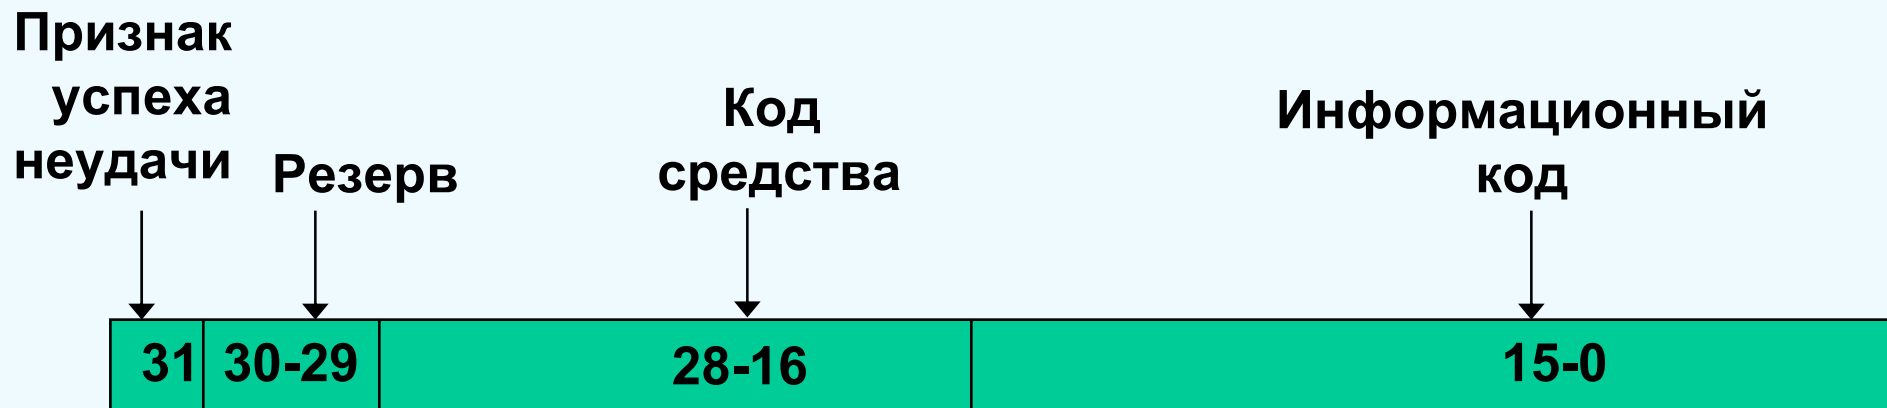 Признак
успеха
неудачи
Резерв
Код
средства
Информационный
код
31 30-29 28-16 15-0